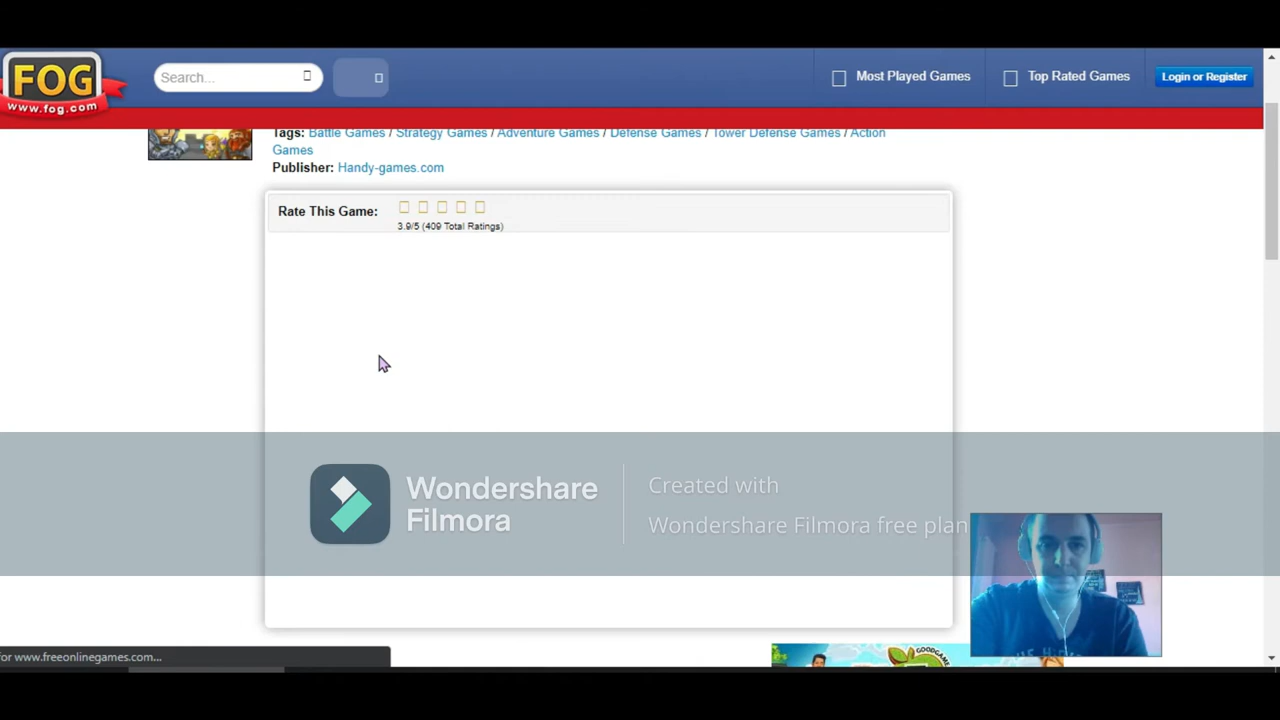 FOG
www.fog.com
Search...
Most Played Games
Top Rated Games
Login or Register
Tags: Battle Games / Strategy Games / Adventure Games / Defense Games / Tower Defense Games / Action
Games
Publisher: Handy-games.com
Rate This Game:
3.9/5 (409 Total Ratings)
Wondershare
Filmora
Created with
Wondershare Filmora free plan
for www.freeonlinegames.com...
GOODGAME